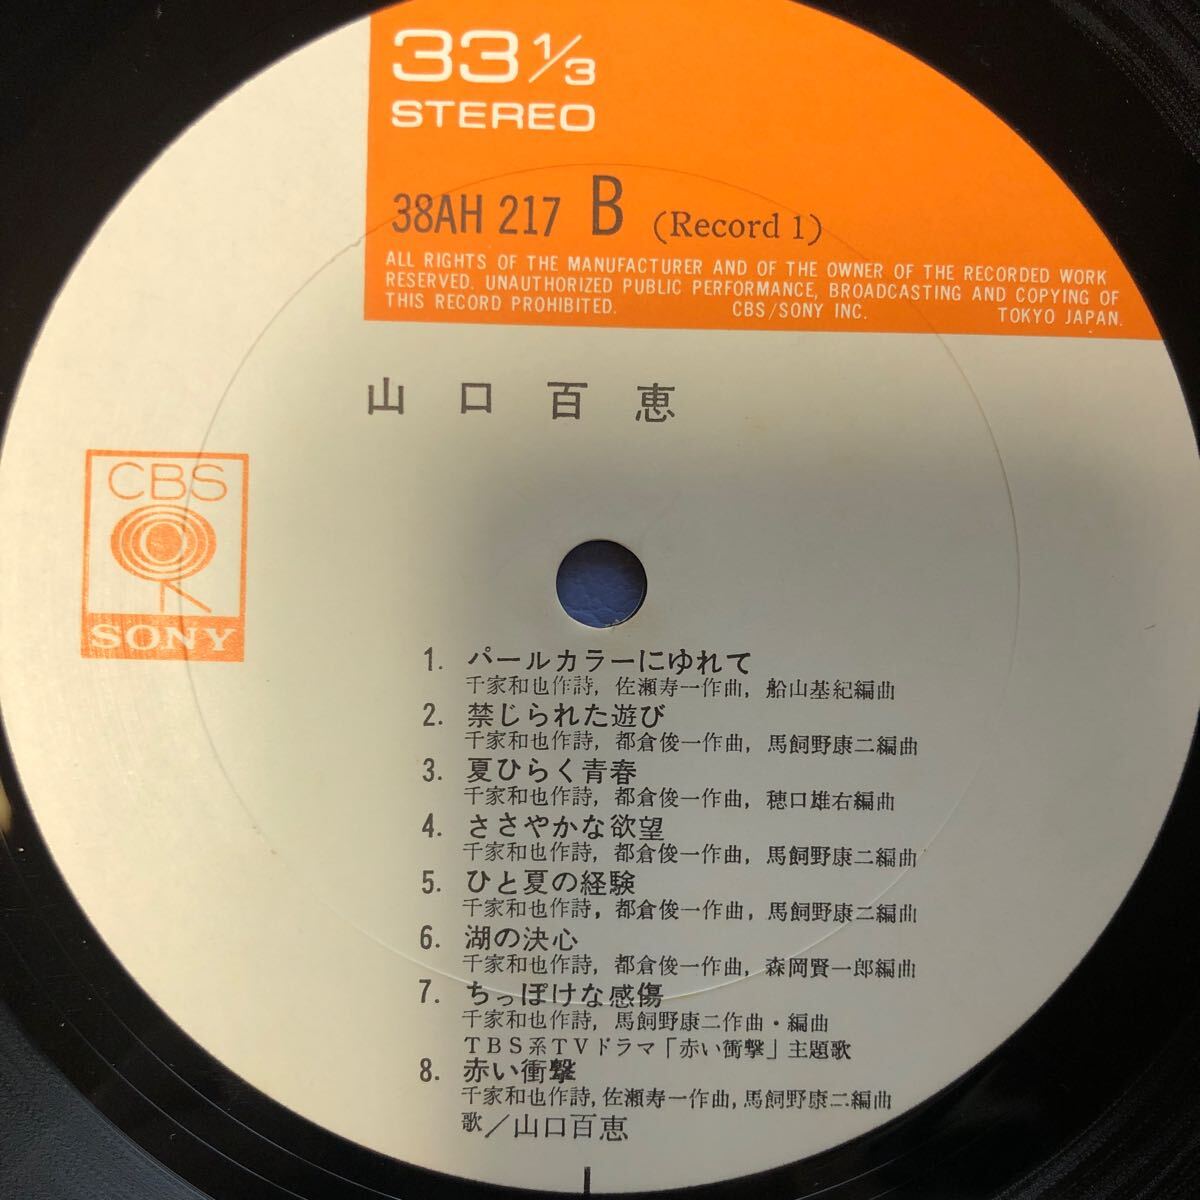 33 1/3
STEREO
38AH 217 B (Record 1)
ALL RIGHTS OF THE MANUFACTURER AND OF THE OWNER OF THE RECORDED WORK
RESERVED. UNAUTHORIZED PUBLIC PERFORMANCE, BROADCASTING AND COPYING OF
THIS RECORD PROHIBITED. CBS/SONY INC. TOKYO JAPAN.
山口百恵
CBS
SONY
1. パールカラーにゆれて
千家和也作詩, 佐瀬寿一作曲, 船山基紀編曲
2. 禁じられた遊び
千家和也作詩, 都倉俊一作曲, 馬飼野康二編曲
3. 夏ひらく青春
千家和也作詩, 都倉俊一作曲, 穂口雄右編曲
4. ささやかな欲望
千家和也作詩, 都倉俊一作曲, 馬飼野康二編曲
5. ひと夏の経験
千家和也作詩, 都倉俊一作曲, 馬飼野康二編曲
6. 湖の決心
千家和也作詩, 都倉俊一作曲, 森岡賢一郎編曲
7. ちっぽけな感傷
千家和也作詩, 馬飼野康二作曲・編曲
TBS系TVドラマ「赤い衝撃」主題歌
8. 赤い衝撃
千家和也作詩, 佐瀬寿一作曲, 馬飼野康二編曲
歌/山口百恵